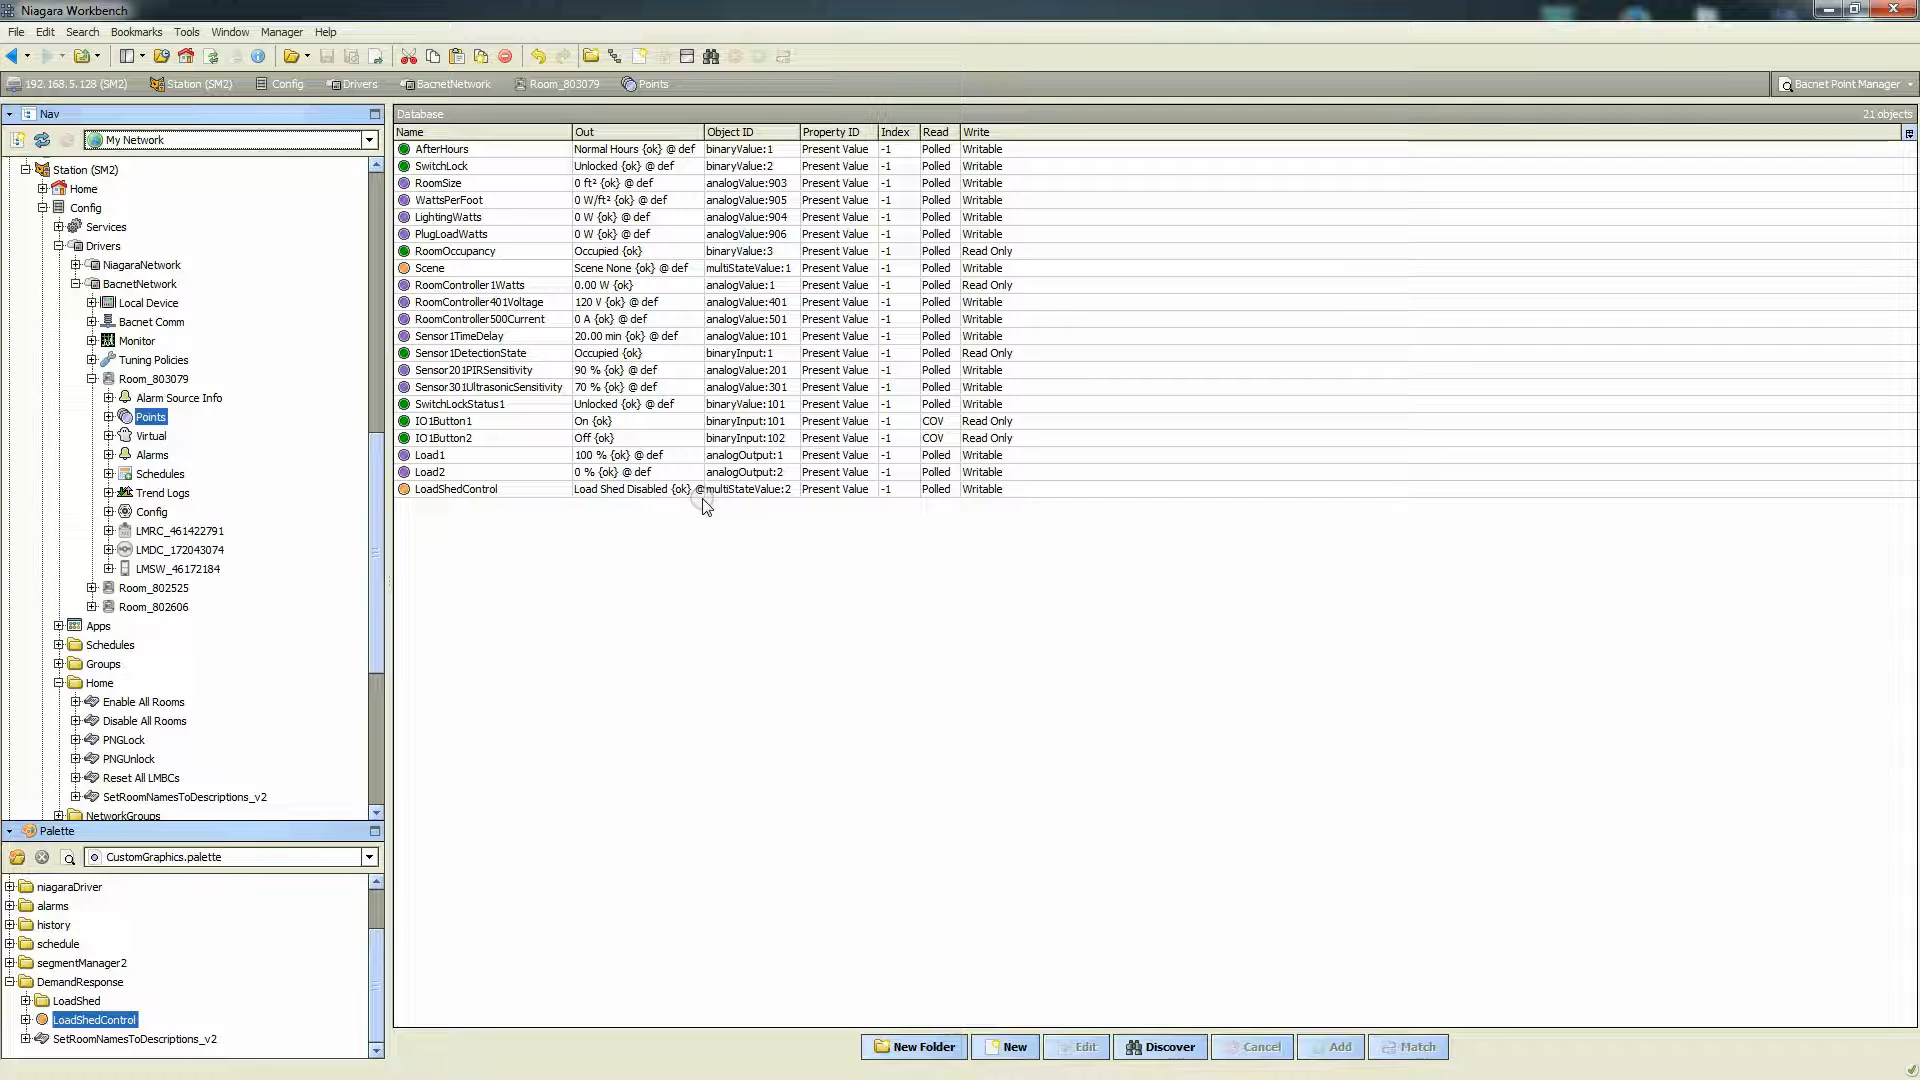 Niagara Workbench
File Edit Search Bookmarks Tools Window Manager Help
192.168.5.128 (SM2) Station (SM2) Config Drivers BacnetNetwork Room_803079 Points Bacnet Point Manager
Nav
My Network
Station (SM2)
Home
Config
Services
Drivers
NiagaraNetwork
BacnetNetwork
Local Device
Bacnet Comm
Monitor
Tuning Policies
Room_803079
Alarm Source Info
Points
Virtual
Alarms
Schedules
Trend Logs
Config
LMRC_461422791
LMDC_172043074
LMSW_46172184
Room_802525
Room_802606
Apps
Schedules
Groups
Home
Enable All Rooms
Disable All Rooms
PNGLock
PNGUnlock
Reset All LMBCs
SetRoomNamesToDescriptions_v2
NetworkGroups
Palette
CustomGraphics.palette
niagaraDriver
alarms
history
schedule
segmentManager2
DemandResponse
LoadShed
LoadShedControl
SetRoomNamesToDescriptions_v2
Database 21 objects
Name Out Object ID Property ID Index Read Write
AfterHours Normal Hours {ok} @ def binaryValue:1 Present Value -1 Polled Writable
SwitchLock Unlocked {ok} @ def binaryValue:2 Present Value -1 Polled Writable
RoomSize 0 ft² {ok} @ def analogValue:903 Present Value -1 Polled Writable
WattsPerFoot 0 W/ft² {ok} @ def analogValue:905 Present Value -1 Polled Writable
LightingWatts 0 W {ok} @ def analogValue:904 Present Value -1 Polled Writable
PlugLoadWatts 0 W {ok} @ def analogValue:906 Present Value -1 Polled Writable
RoomOccupancy Occupied {ok} binaryValue:3 Present Value -1 Polled Read Only
Scene Scene None {ok} @ def multiStateValue:1 Present Value -1 Polled Writable
RoomController1Watts 0.00 W {ok} analogValue:1 Present Value -1 Polled Read Only
RoomController401Voltage 120 V {ok} @ def analogValue:401 Present Value -1 Polled Writable
RoomController500Current 0 A {ok} @ def analogValue:501 Present Value -1 Polled Writable
Sensor1TimeDelay 20.00 min {ok} @ def analogValue:101 Present Value -1 Polled Writable
Sensor1DetectionState Occupied {ok} binaryInput:1 Present Value -1 Polled Read Only
Sensor201PIRSensitivity 90 % {ok} @ def analogValue:201 Present Value -1 Polled Writable
Sensor301UltrasonicSensitivity 70 % {ok} @ def analogValue:301 Present Value -1 Polled Writable
SwitchLockStatus1 Unlocked {ok} @ def binaryValue:101 Present Value -1 Polled Writable
IO1Button1 On {ok} binaryInput:101 Present Value -1 COV Read Only
IO1Button2 Off {ok} binaryInput:102 Present Value -1 COV Read Only
Load1 100 % {ok} @ def analogOutput:1 Present Value -1 Polled Writable
Load2 0 % {ok} @ def analogOutput:2 Present Value -1 Polled Writable
LoadShedControl Load Shed Disabled {ok} @ multiStateValue:2 Present Value -1 Polled Writable
New Folder New Edit Discover Cancel Add Match